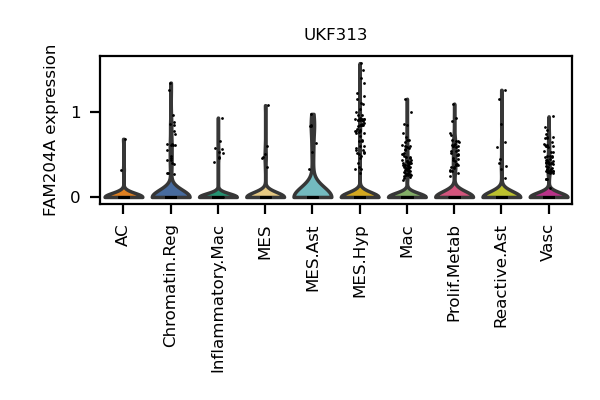 UKF313
FAM204A expression
1
0
AC
Chromatin.Reg
Inflammatory.Mac
MES
MES.Ast
MES.Hyp
Mac
Prolif.Metab
Reactive.Ast
Vasc